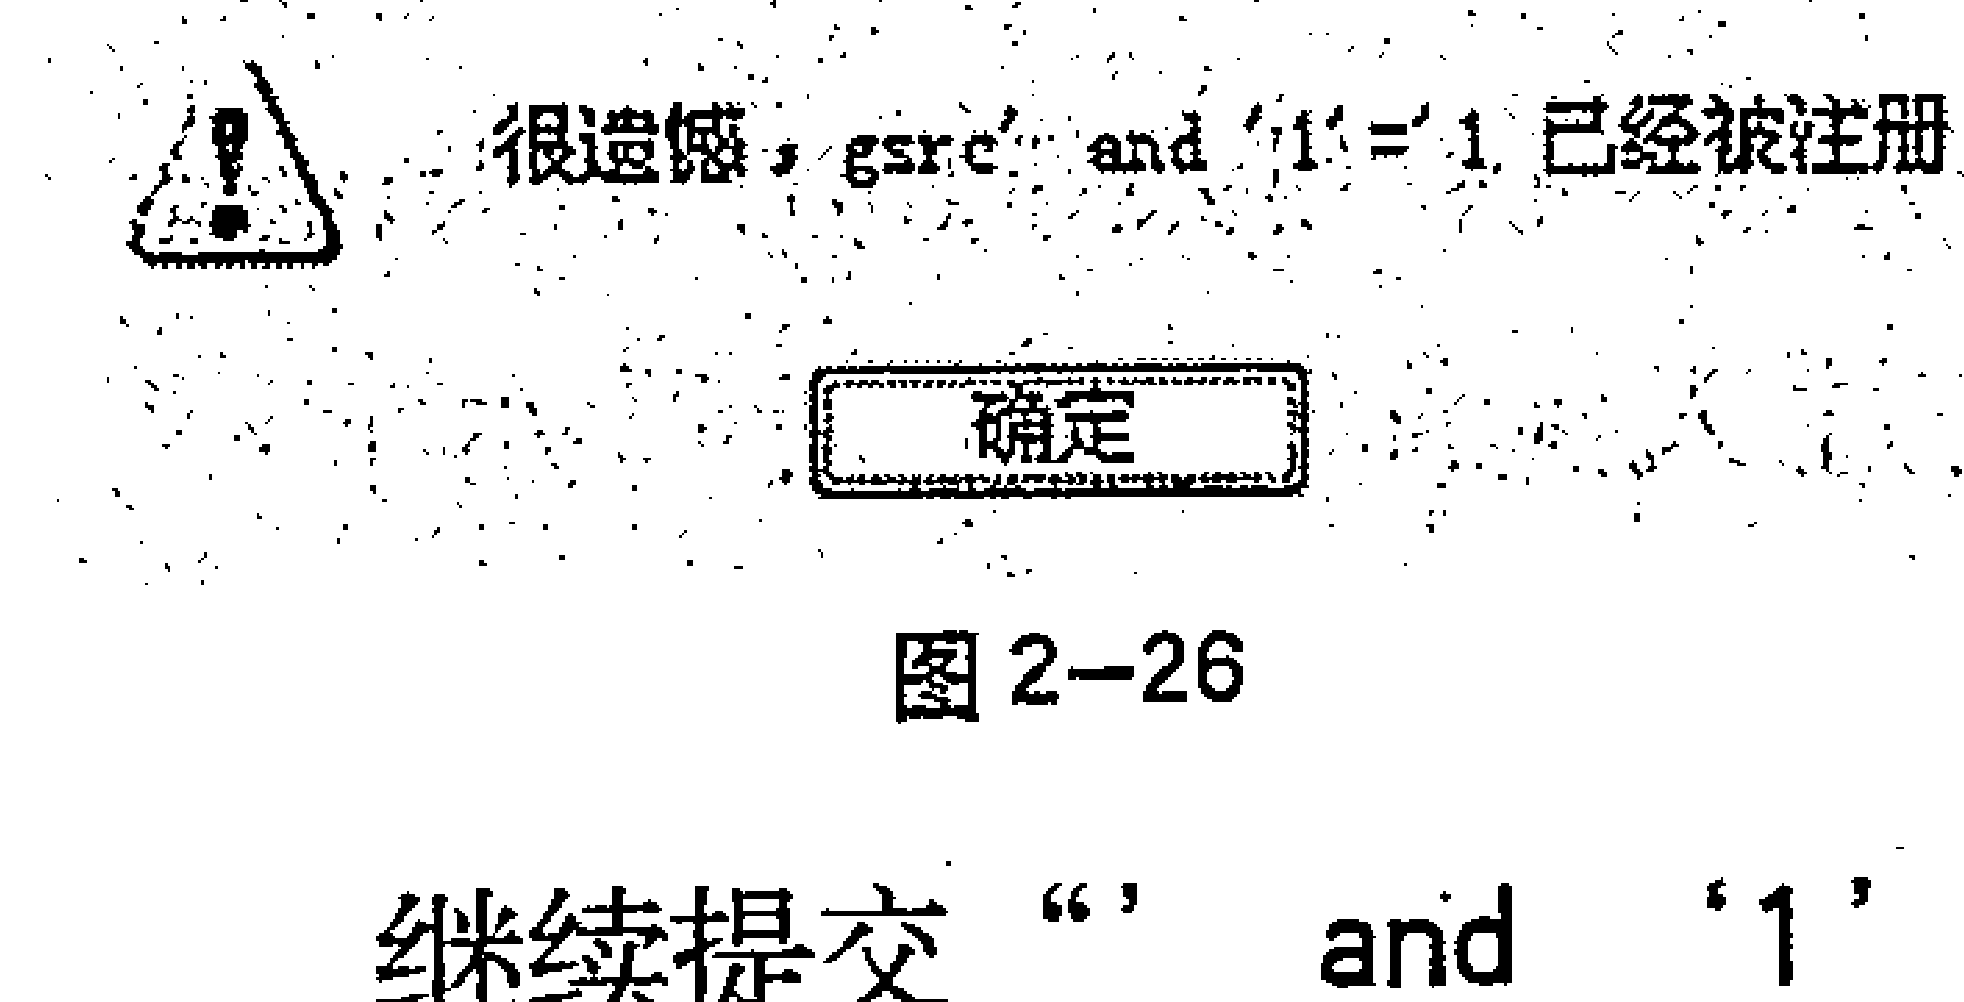 很遗憾，gsrc' and '1'='1 已经被注册
确定
图 2-26
继续提交 “’ and ‘1’